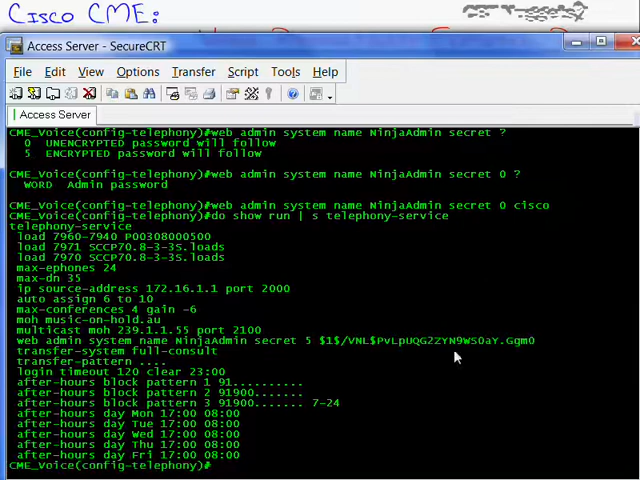 Cisco CME:
Access Server - SecureCRT
File Edit View Options Transfer Script Tools Help
Access Server
CME_Voice(config-telephony)#web admin system name NinjaAdmin secret ?
0 UNENCRYPTED password will follow
5 ENCRYPTED password will follow
CME_Voice(config-telephony)#web admin system name NinjaAdmin secret 0 ?
WORD Admin password
CME_Voice(config-telephony)#web admin system name NinjaAdmin secret 0 cisco
CME_Voice(config-telephony)#do show run | s telephony-service
telephony-service
load 7960-7940 P00308000500
load 7971 SCCP70.8-3-3S.loads
load 7970 SCCP70.8-3-3S.loads
max-ephones 24
max-dn 35
ip source-address 172.16.1.1 port 2000
auto assign 6 to 10
max-conferences 4 gain -6
moh music-on-hold.au
multicast moh 239.1.1.55 port 2100
web admin system name NinjaAdmin secret 5 $1$/VNL$PvLpUQG2ZYN9WS0aY.Ggm0
transfer-system full-consult
transfer-pattern ....
login timeout 120 clear 23:00
after-hours block pattern 1 91..........
after-hours block pattern 2 91900.......
after-hours block pattern 3 91900....... 7-24
after-hours day Mon 17:00 08:00
after-hours day Tue 17:00 08:00
after-hours day Wed 17:00 08:00
after-hours day Thu 17:00 08:00
after-hours day Fri 17:00 08:00
CME_Voice(config-telephony)#